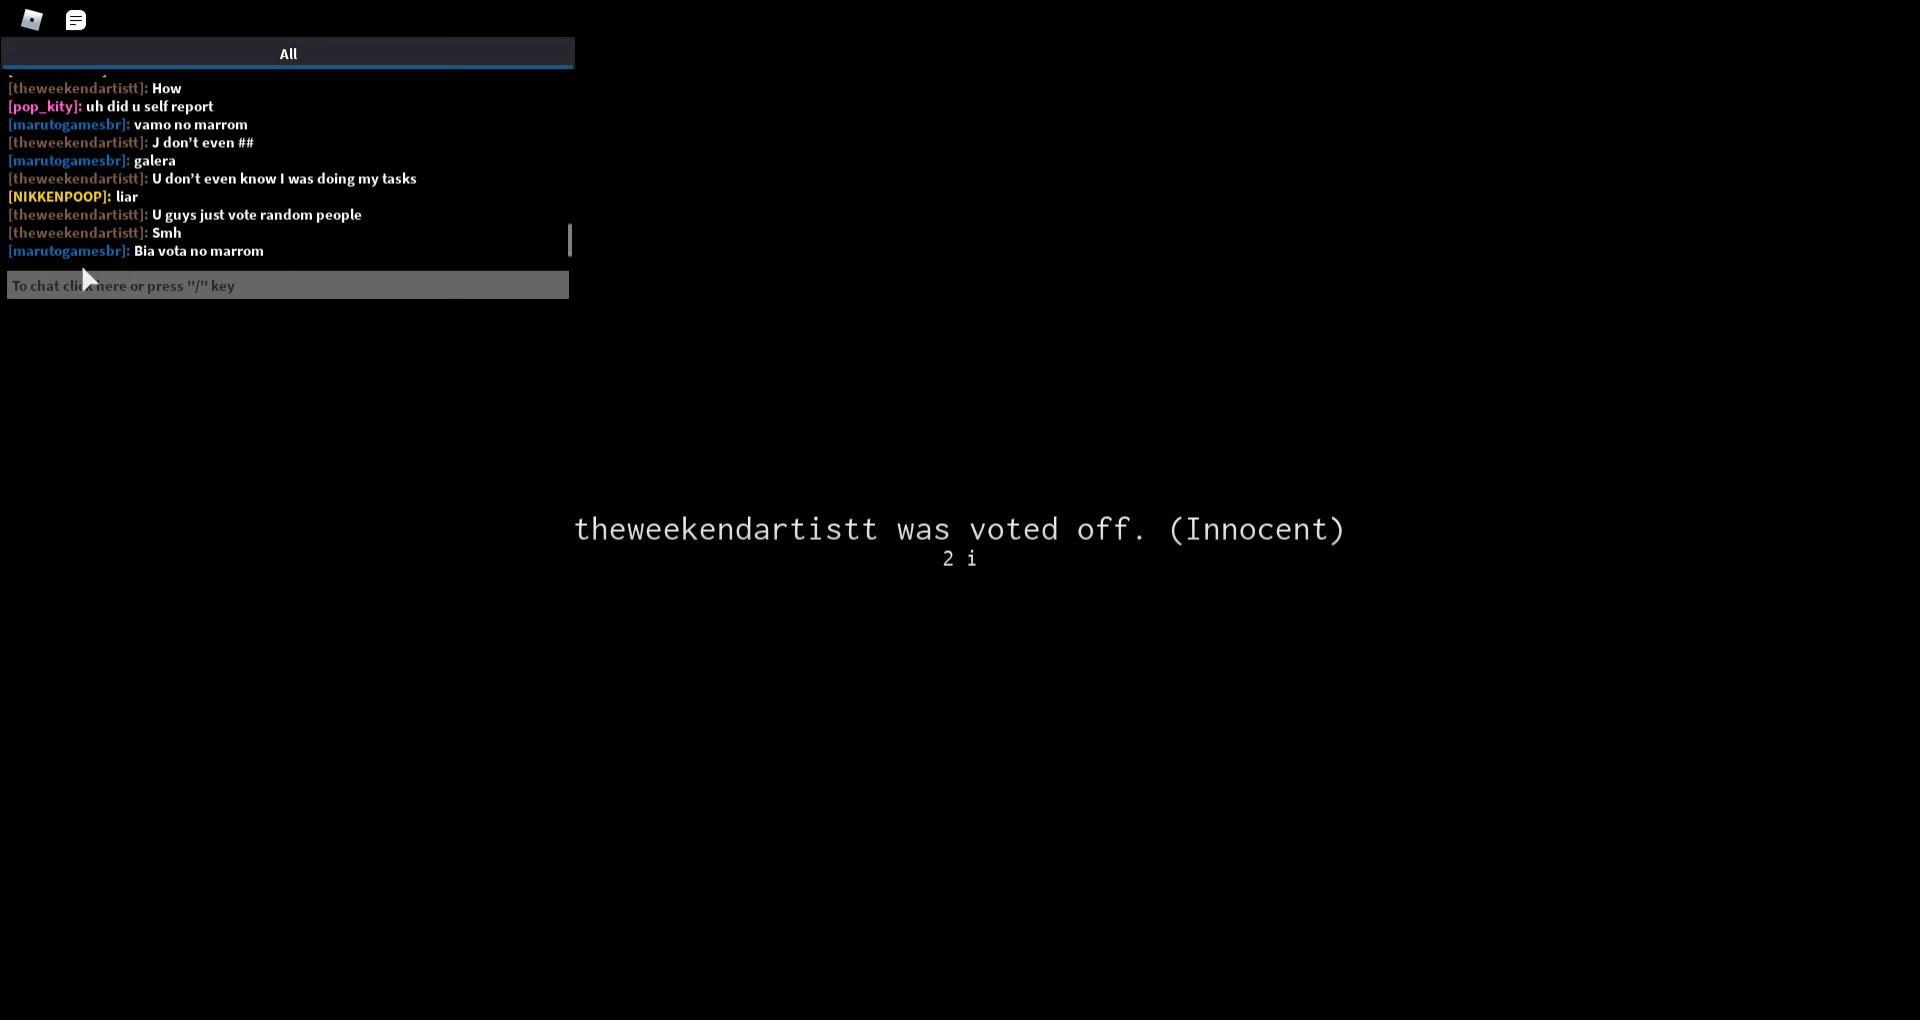 All
[theweekendartistt]: How
[pop_kity]: uh did u self report
[marutogamesbr]: vamo no marrom
[theweekendartistt]: J don't even ##
[marutogamesbr]: galera
[theweekendartistt]: U don't even know I was doing my tasks
[NIKKENPOOP]: liar
[theweekendartistt]: U guys just vote random people
[theweekendartistt]: Smh
[marutogamesbr]: Bia vota no marrom
To chat click here or press "/" key
theweekendartistt was voted off. (Innocent)
2 i